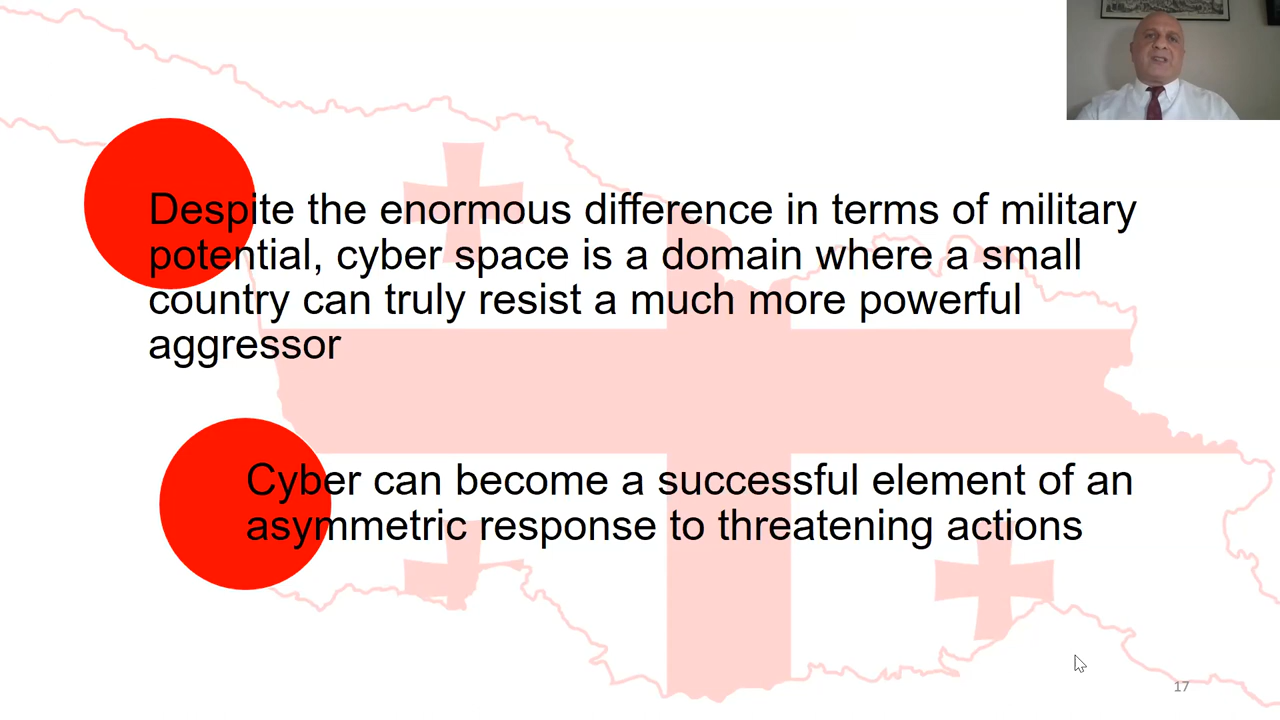 Despite the enormous difference in terms of military
potential, cyber space is a domain where a small
country can truly resist a much more powerful
aggressor
Cyber can become a successful element of an
asymmetric response to threatening actions
17